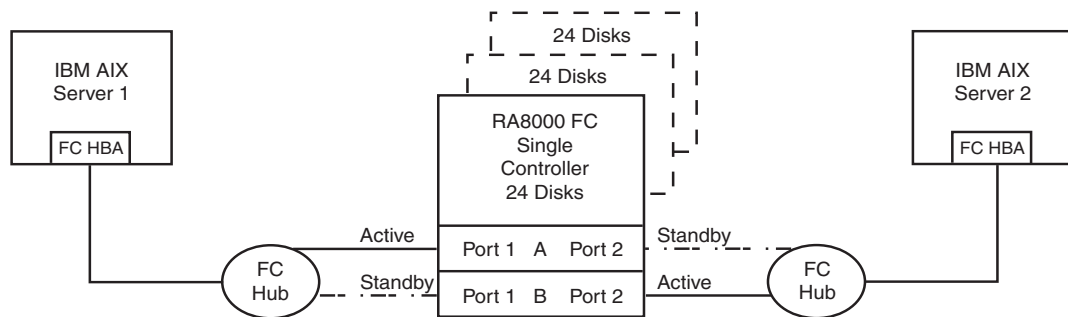 24 Disks
24 Disks
IBM AIX
Server 1
FC HBA
RA8000 FC
Single
Controller
24 Disks
IBM AIX
Server 2
FC HBA
Active
Port 1 A Port 2
Standby
FC
Hub
Standby
Port 1 B Port 2
Active
FC
Hub